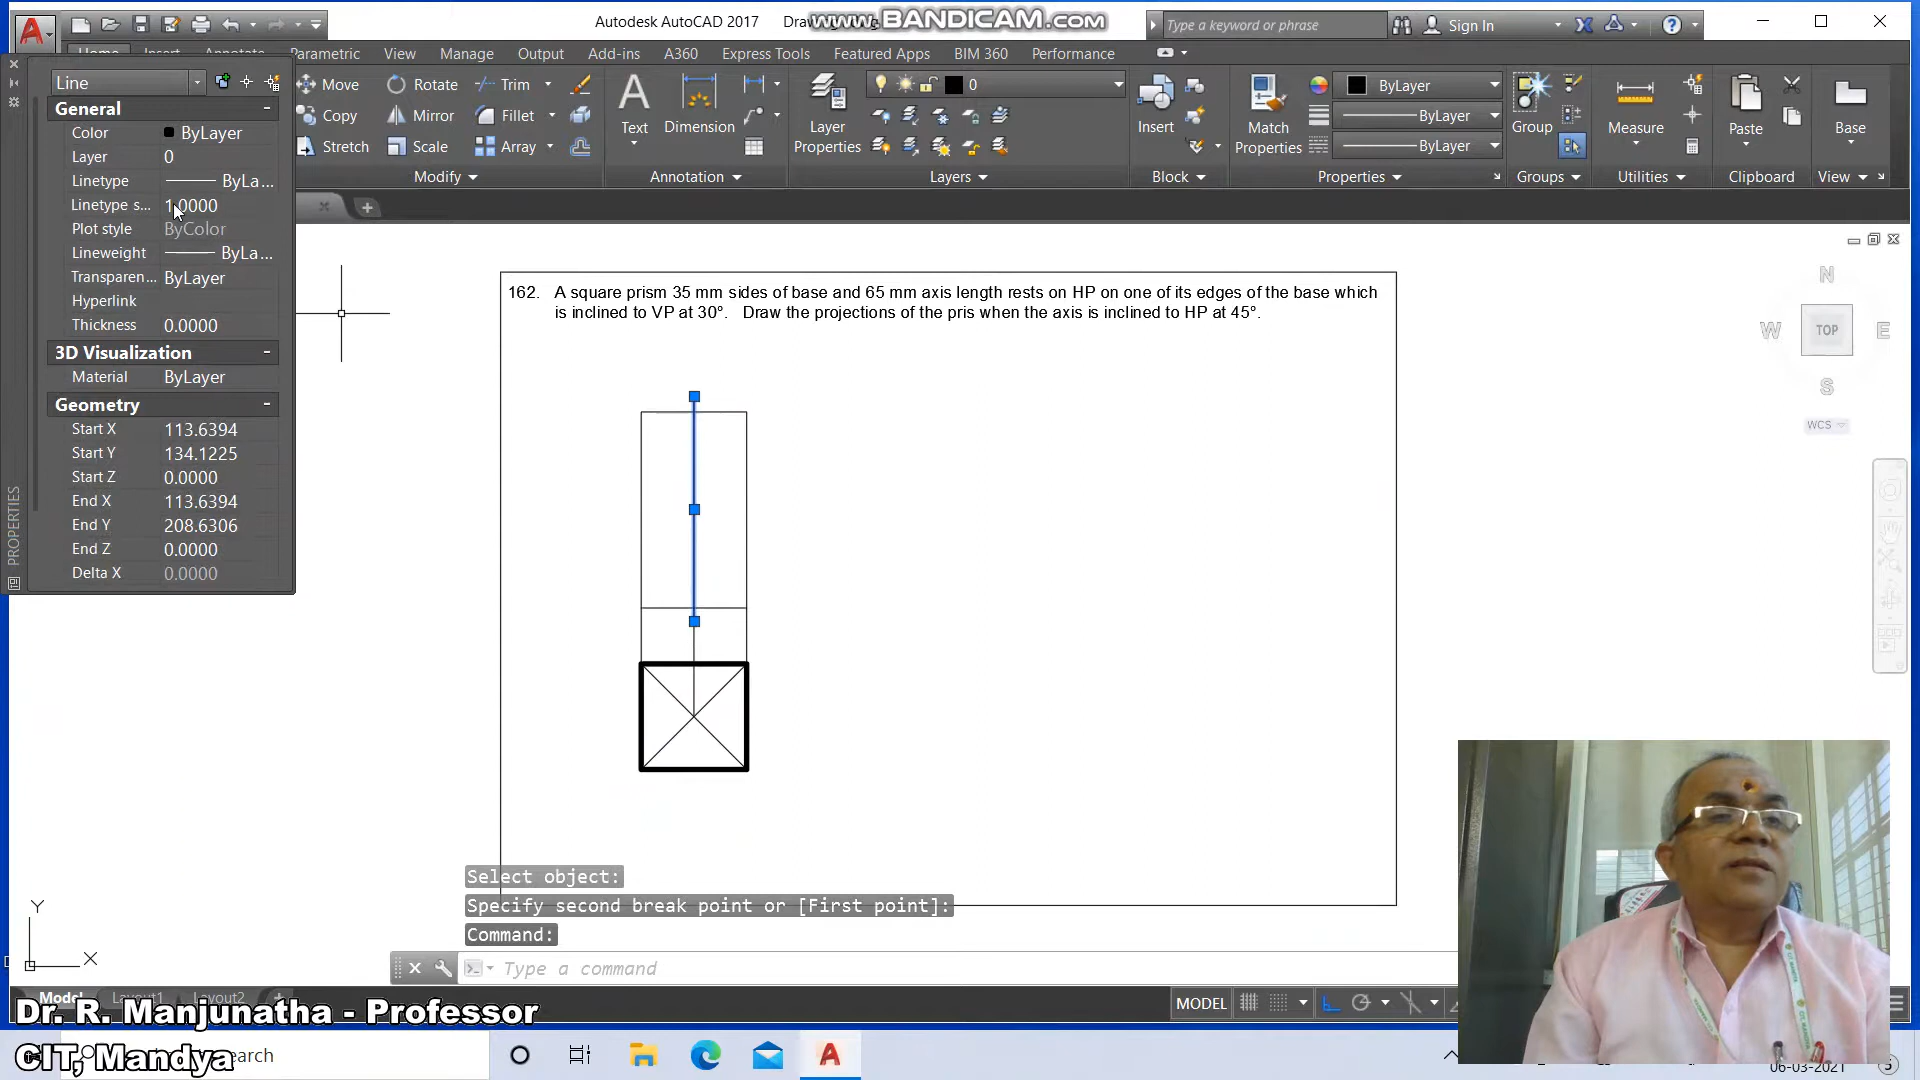 Autodesk AutoCAD 2017
www.BANDICAM.com
Type a keyword or phrase
Sign In
Parametric View Manage Output Add-ins A360 Express Tools Featured Apps BIM 360 Performance
Line
General
Color ByLayer
Layer 0
Linetype ByLa...
Linetype s... 1.0000
Plot style ByColor
Lineweight ByLa...
Transparen... ByLayer
Hyperlink
Thickness 0.0000
3D Visualization
Material ByLayer
Geometry
Start X 113.6394
Start Y 134.1225
Start Z 0.0000
End X 113.6394
End Y 208.6306
End Z 0.0000
Delta X 0.0000
PROPERTIES
Move Rotate Trim
Copy Mirror Fillet
Stretch Scale Array
Modify
Text Dimension
Annotation
Layer Properties
0
Layers
Insert
Block
Match Properties
ByLayer
ByLayer
ByLayer
Properties
Group
Groups
Measure
Utilities
Paste
Clipboard
Base
View
162. A square prism 35 mm sides of base and 65 mm axis length rests on HP on one of its edges of the base which
is inclined to VP at 30°. Draw the projections of the pris when the axis is inclined to HP at 45°.
N
W TOP E
S
WCS
Select object:
Specify second break point or [First point]:
Command:
Type a command
Y
X
Model Layout1 Layout2
MODEL
Dr. R. Manjunatha - Professor
CIT, Mandya
06-03-2021
5